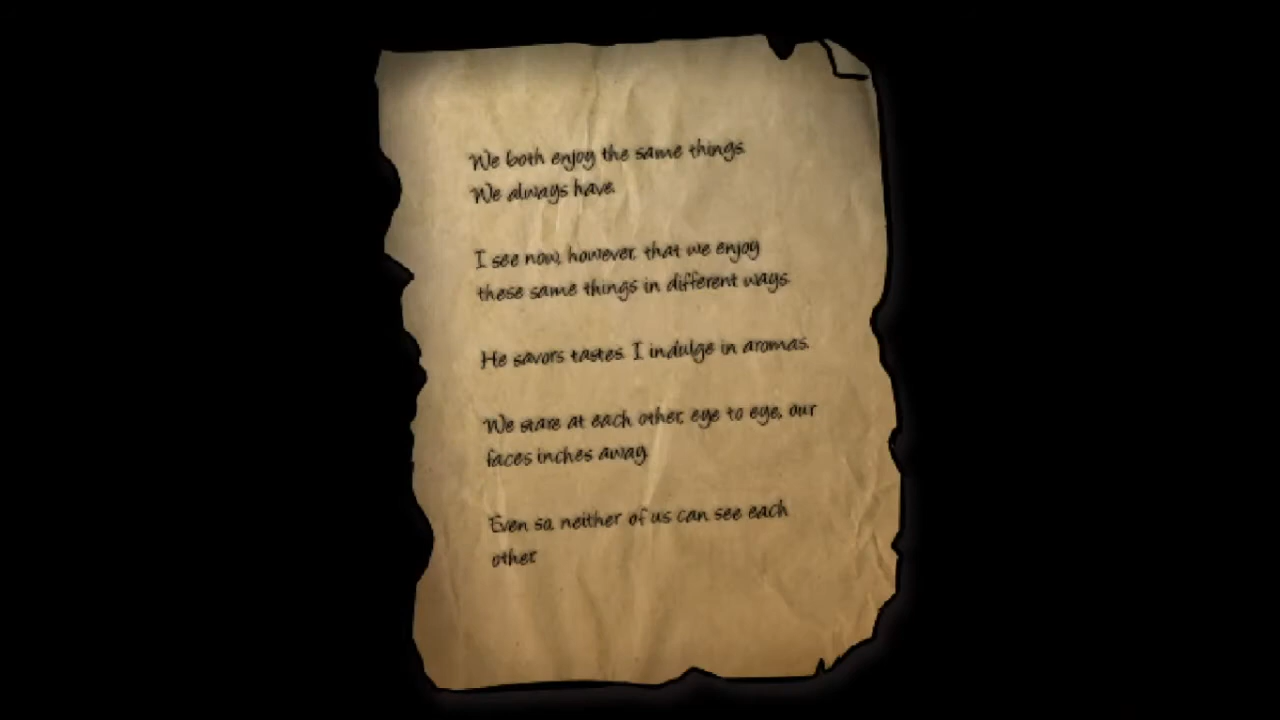 We both enjoy the same things.
We always have.
I see now, however, that we enjoy
these same things in different ways.
He savors tastes. I indulge in aromas.
We stare at each other, eye to eye, our
faces inches away.
Even so, neither of us can see each
other.